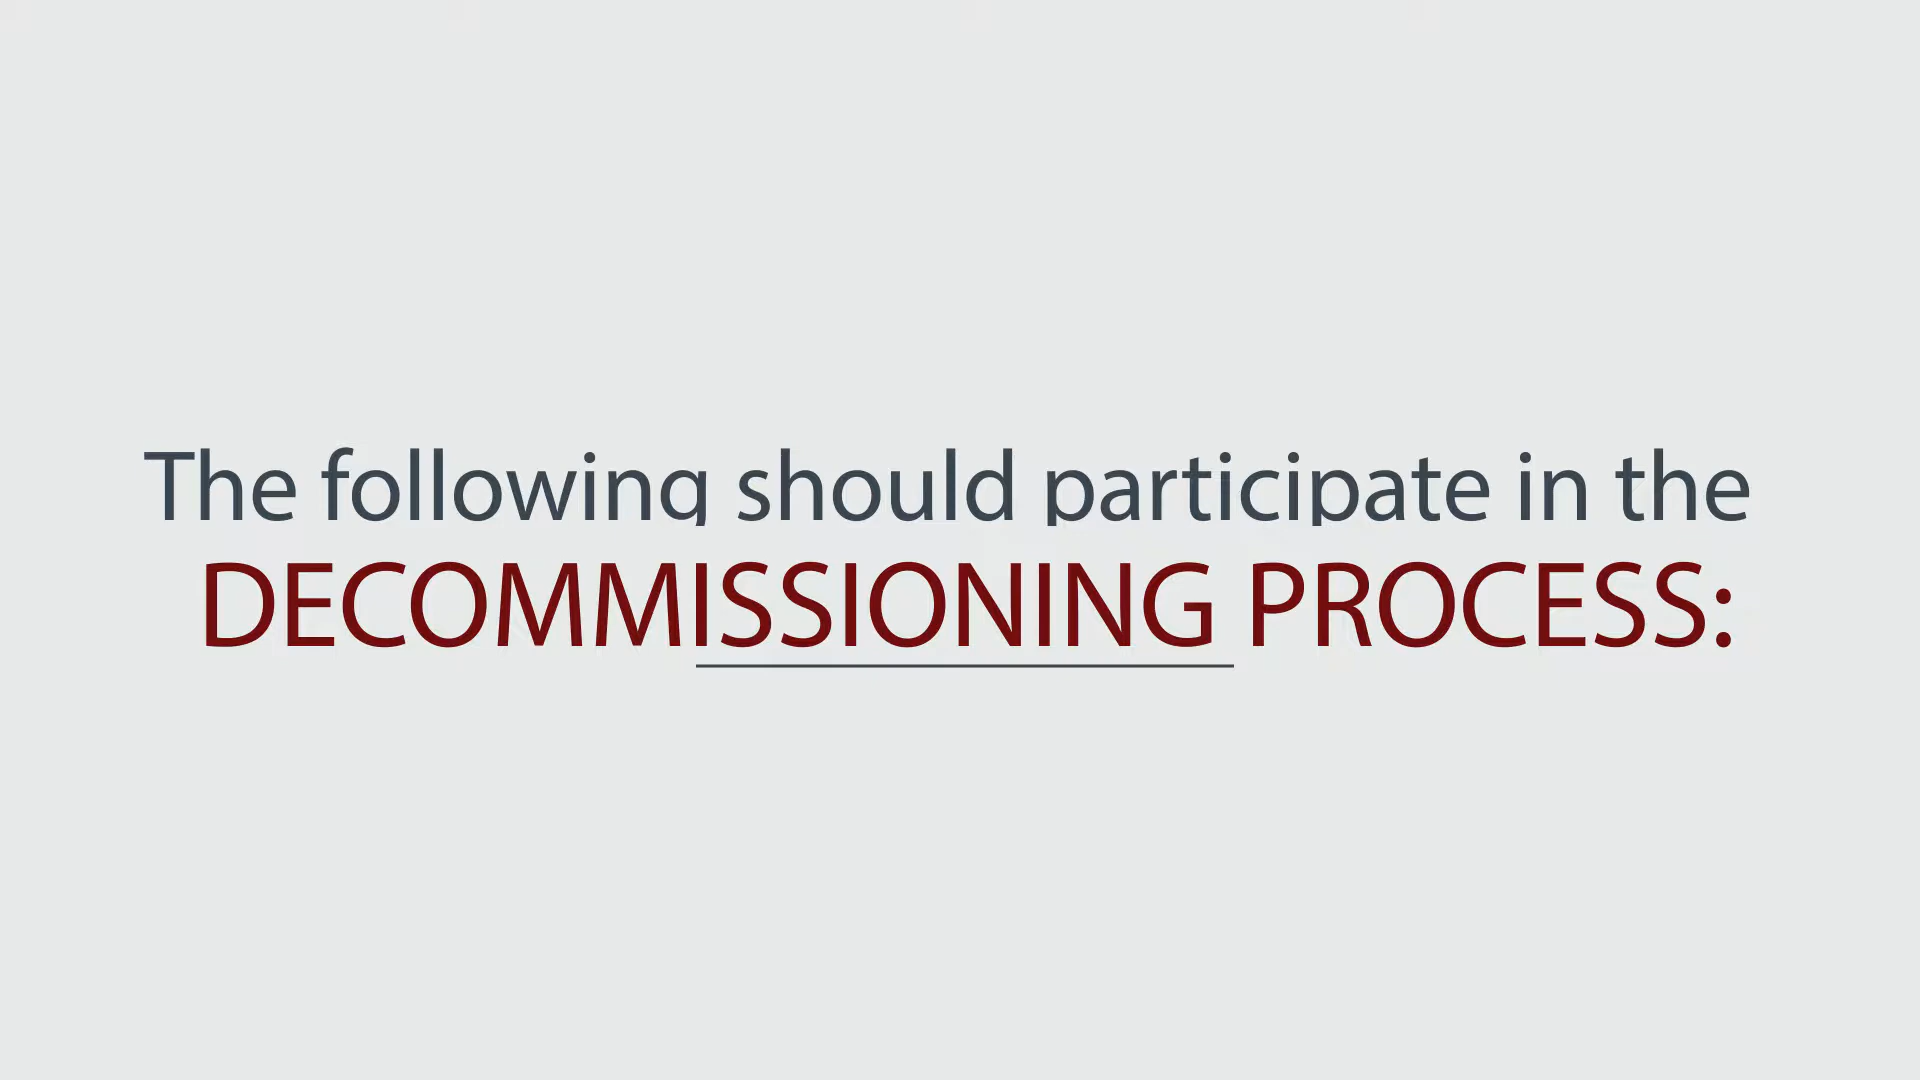 The following should participate in the
DECOMMISSIONING PROCESS: